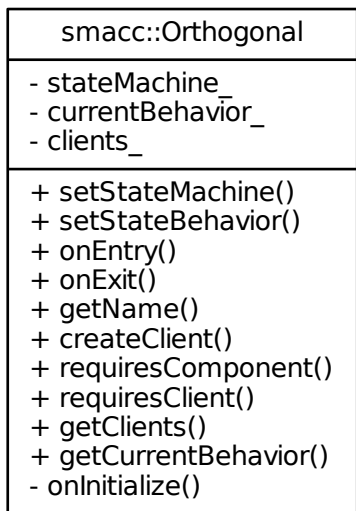 smacc::Orthogonal
- stateMachine_
- currentBehavior_
- clients_
+ setStateMachine()
+ setStateBehavior()
+ onEntry()
+ onExit()
+ getName()
+ createClient()
+ requiresComponent()
+ requiresClient()
+ getClients()
+ getCurrentBehavior()
- onInitialize()